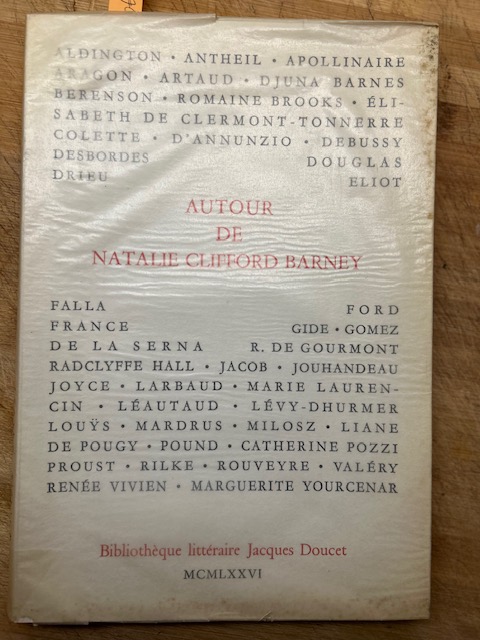 ALDINGTON • ANTHEIL • APOLLINAIRE
ARAGON • ARTAUD • DJUNA BARNES
BERENSON • ROMAINE BROOKS • ÉLI-
SABETH DE CLERMONT-TONNERRE
COLETTE • D'ANNUNZIO • DEBUSSY
DESBORDES DOUGLAS
DRIEU ELIOT
AUTOUR
DE
NATALIE CLIFFORD BARNEY
FALLA FORD
FRANCE GIDE • GOMEZ
DE LA SERNA R. DE GOURMONT
RADCLYFFE HALL • JACOB • JOUHANDEAU
JOYCE • LARBAUD • MARIE LAUREN-
CIN • LÉAUTAUD • LÉVY-DHURMER
LOUŸS • MARDRUS • MILOSZ • LIANE
DE POUGY • POUND • CATHERINE POZZI
PROUST • RILKE • ROUVEYRE • VALÉRY
RENÉE VIVIEN • MARGUERITE YOURCENAR
Bibliothèque littéraire Jacques Doucet
MCMLXXVI